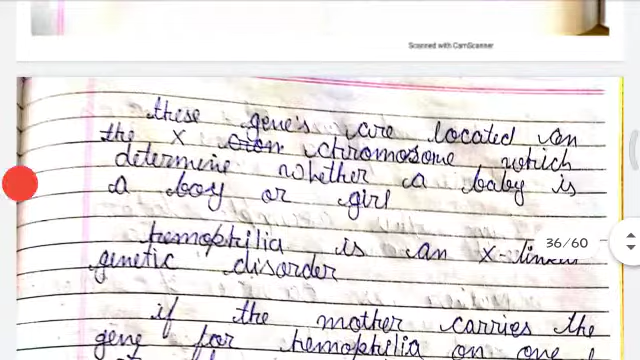 Scanned with CamScanner
these gene's are located on
the X chromosome which
determine whether a baby is
a boy or girl
36/60
hemophilia is an X-linked
genetic disorder
if the mother carries the
gene for hemophilia on one